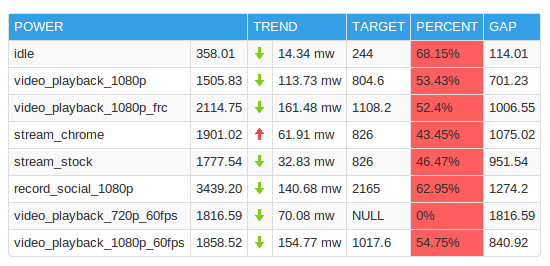 POWER TREND TARGET PERCENT GAP
idle 358.01 14.34 mw 244 68.15% 114.01
video_playback_1080p 1505.83 113.73 mw 804.6 53.43% 701.23
video_playback_1080p_frc 2114.75 161.48 mw 1108.2 52.4% 1006.55
stream_chrome 1901.02 61.91 mw 826 43.45% 1075.02
stream_stock 1777.54 32.83 mw 826 46.47% 951.54
record_social_1080p 3439.20 140.68 mw 2165 62.95% 1274.2
video_playback_720p_60fps 1816.59 70.08 mw NULL 0% 1816.59
video_playback_1080p_60fps 1858.52 154.77 mw 1017.6 54.75% 840.92